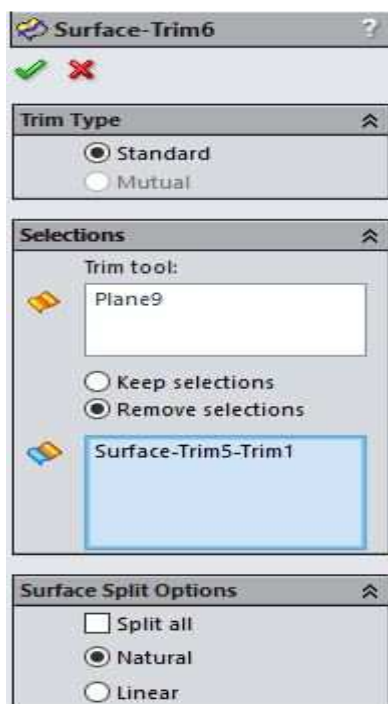 Surface-Trim6 ?
Trim Type
Standard
Mutual
Selections
Trim tool:
Plane9
Keep selections
Remove selections
Surface-Trim5-Trim1
Surface Split Options
Split all
Natural
Linear